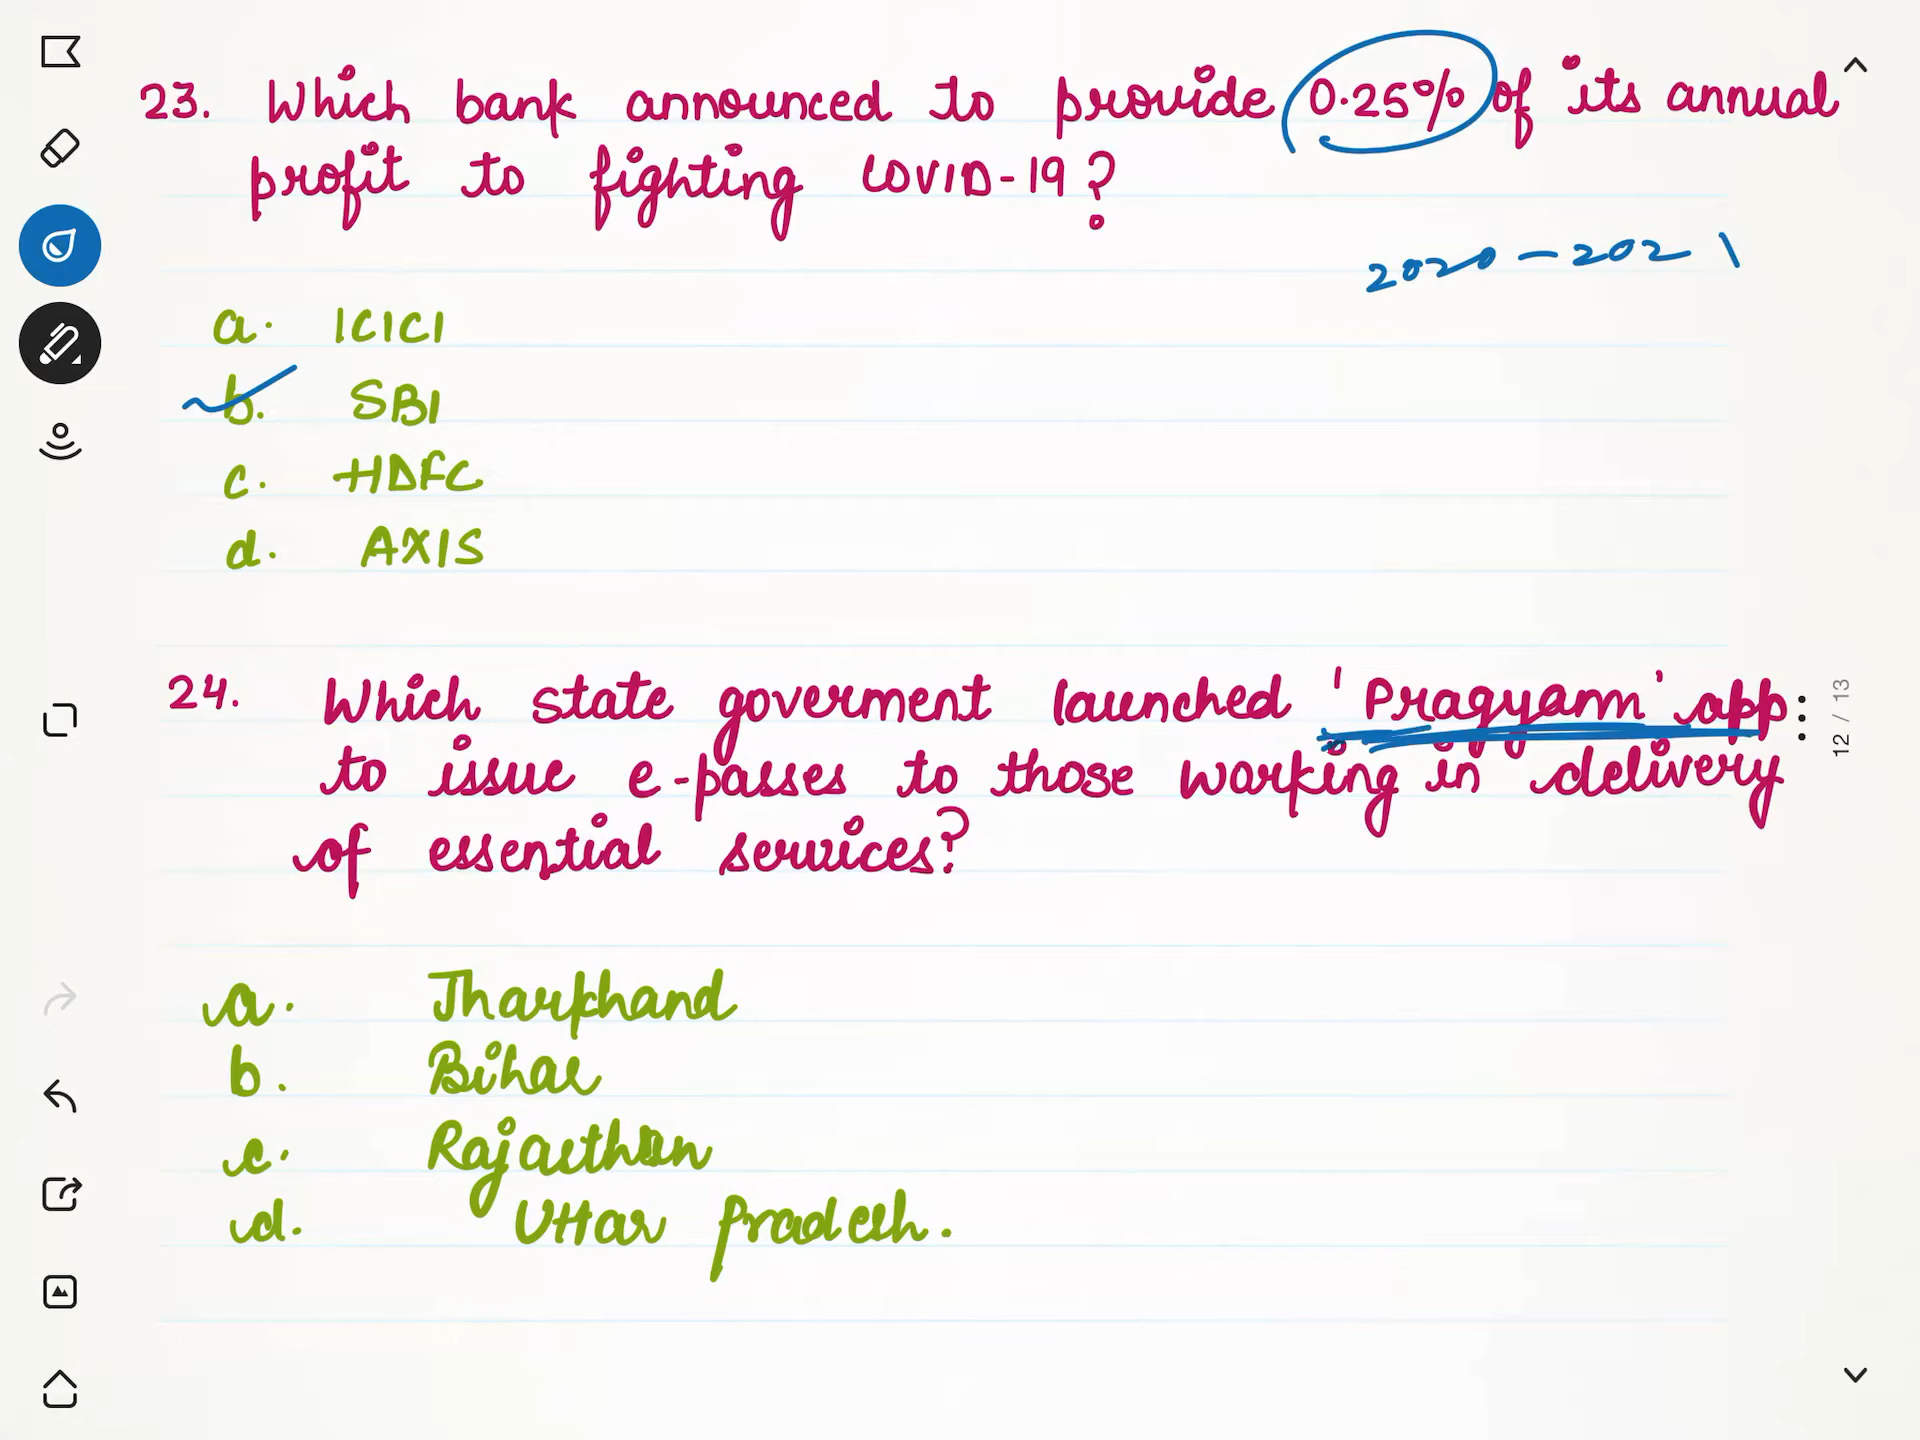 23. Which bank announced to provide 0.25% of its annual
profit to fighting COVID-19?
2020-2021
a. ICICI
b. SBI
c. HDFC
d. AXIS
24. Which state goverment launched 'Pragyam' app
to issue e-passes to those working in delivery
of essential services?
12 / 13
a. Jharkhand
b. Bihar
c. Rajasthan
d. Uttar Pradesh.